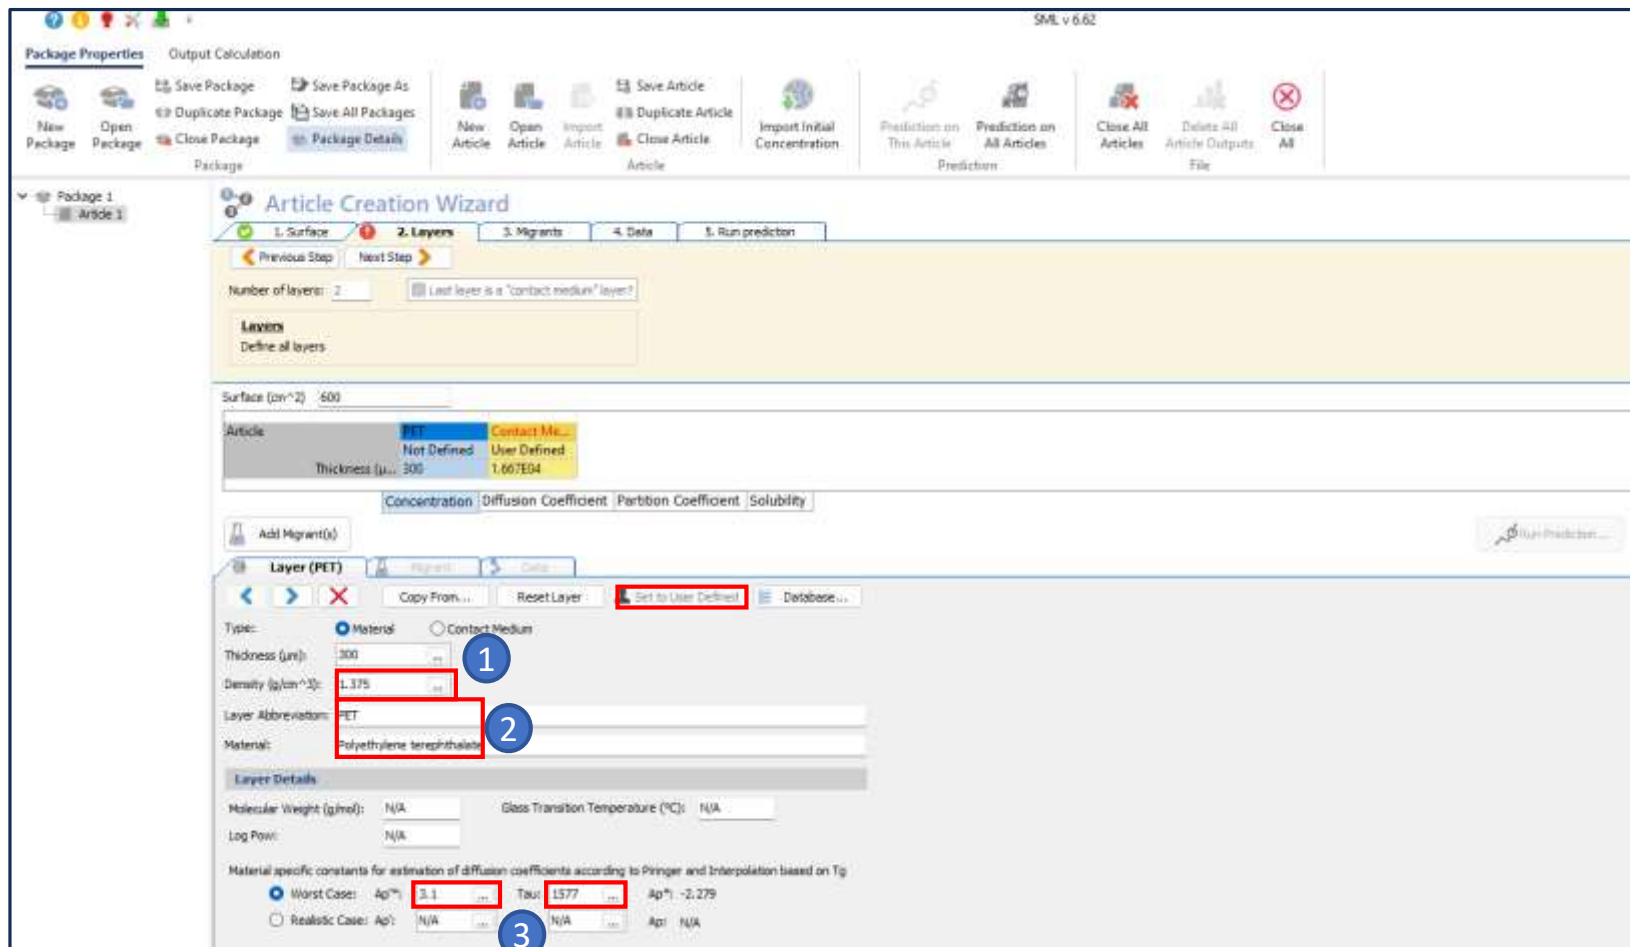 SML v 6.62
Package Properties Output Calculation
Save Package Save Package As Save Article
Duplicate Package Save All Packages Duplicate Article
New Package Open Package Close Package Package Details New Article Open Article Import Article Close Article Import Initial Concentration Prediction on This Article Prediction on All Articles Close All Articles Delete All Article Outputs Close All
Package Article Prediction File
Package 1
Article 1
Article Creation Wizard
1. Surface 2. Layers 3. Migrants 4. Data 5. Run prediction
Previous Step Next Step
Number of layers: 2 Last layer is a "contact medium" layer?
Layers
Define all layers
Surface (cm^2) 600
Article PET Contact Me...
Not Defined User Defined
Thickness (µ... 300 1.667E04
Concentration Diffusion Coefficient Partition Coefficient Solubility
Add Migrant(s) Run Prediction...
Layer (PET) Migrant Data
Copy From... Reset Layer Set to User Defined Database...
Type: Material Contact Medium
Thickness (µm): 300 ... 1
Density (g/cm^3): 1.375 ...
Layer Abbreviation: PET 2
Material: Polyethylene terephthalate
Layer Details
Molecular Weight (g/mol): N/A Glass Transition Temperature (ºC): N/A
Log Pow: N/A
Material specific constants for estimation of diffusion coefficients according to Piringer and Interpolation based on Tg
Worst Case: Ap'*: 3.1 ... Tau: 1577 ... Ap*: -2.279
Realistic Case: Ap': N/A ... N/A ... Ap: N/A
3